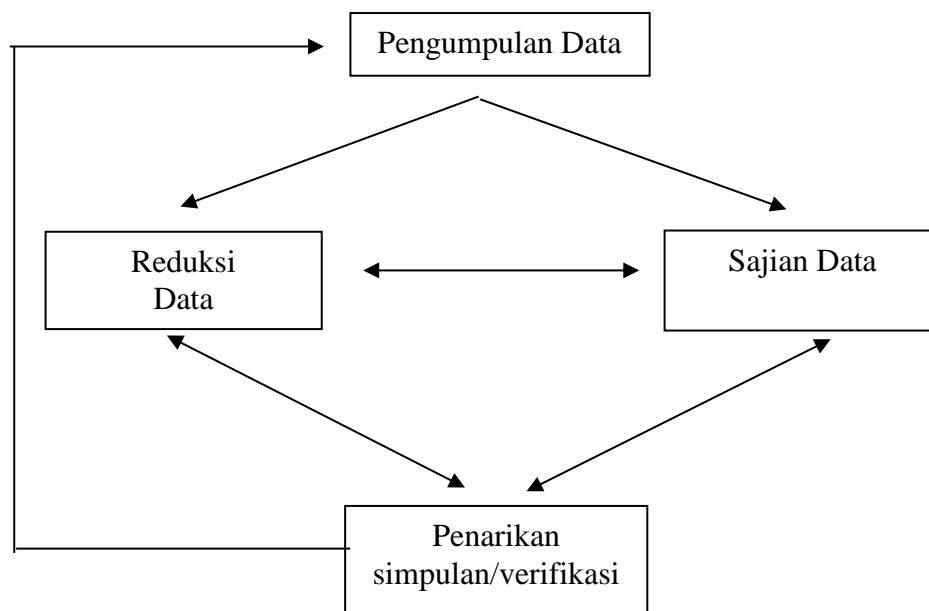 Pengumpulan Data
Reduksi
Data
Sajian Data
Penarikan
simpulan/verifikasi